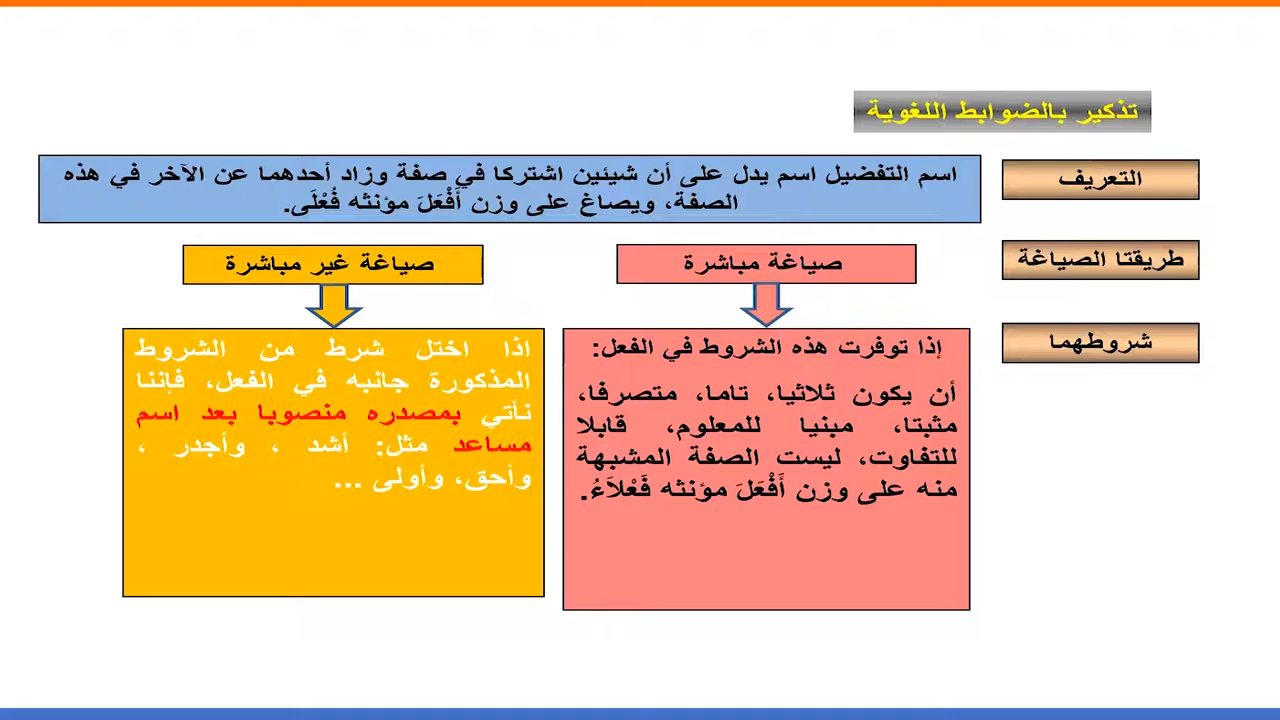 تذكير بالضوابط اللغوية
التعريف
اسم التفضيل اسم يدل على أن شيئين اشتركا في صفة وزاد أحدهما عن الآخر في هذه
الصفة، ويصاغ على وزن أَفْعَلَ مؤنثه فُعْلَى.
طريقتا الصياغة
صياغة مباشرة
صياغة غير مباشرة
شروطهما
إذا توفرت هذه الشروط في الفعل:
أن يكون ثلاثيا، تاما، متصرفا،
مثبتا، مبنيا للمعلوم، قابلا
للتفاوت، ليست الصفة المشبهة
منه على وزن أَفْعَلَ مؤنثه فَعْلاَءُ.
اذا اختل شرط من الشروط
المذكورة جانبه في الفعل، فإننا
نأتي بمصدره منصوبا بعد اسم
مساعد مثل: أشد ، وأجدر ،
وأحق، وأولى ...